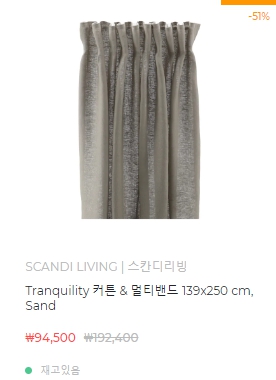 -51%
SCANDI LIVING | 스칸디리빙
Tranquility 커튼 & 멀티밴드 139x250 cm,
Sand
₩94,500 ₩192,400
재고있음